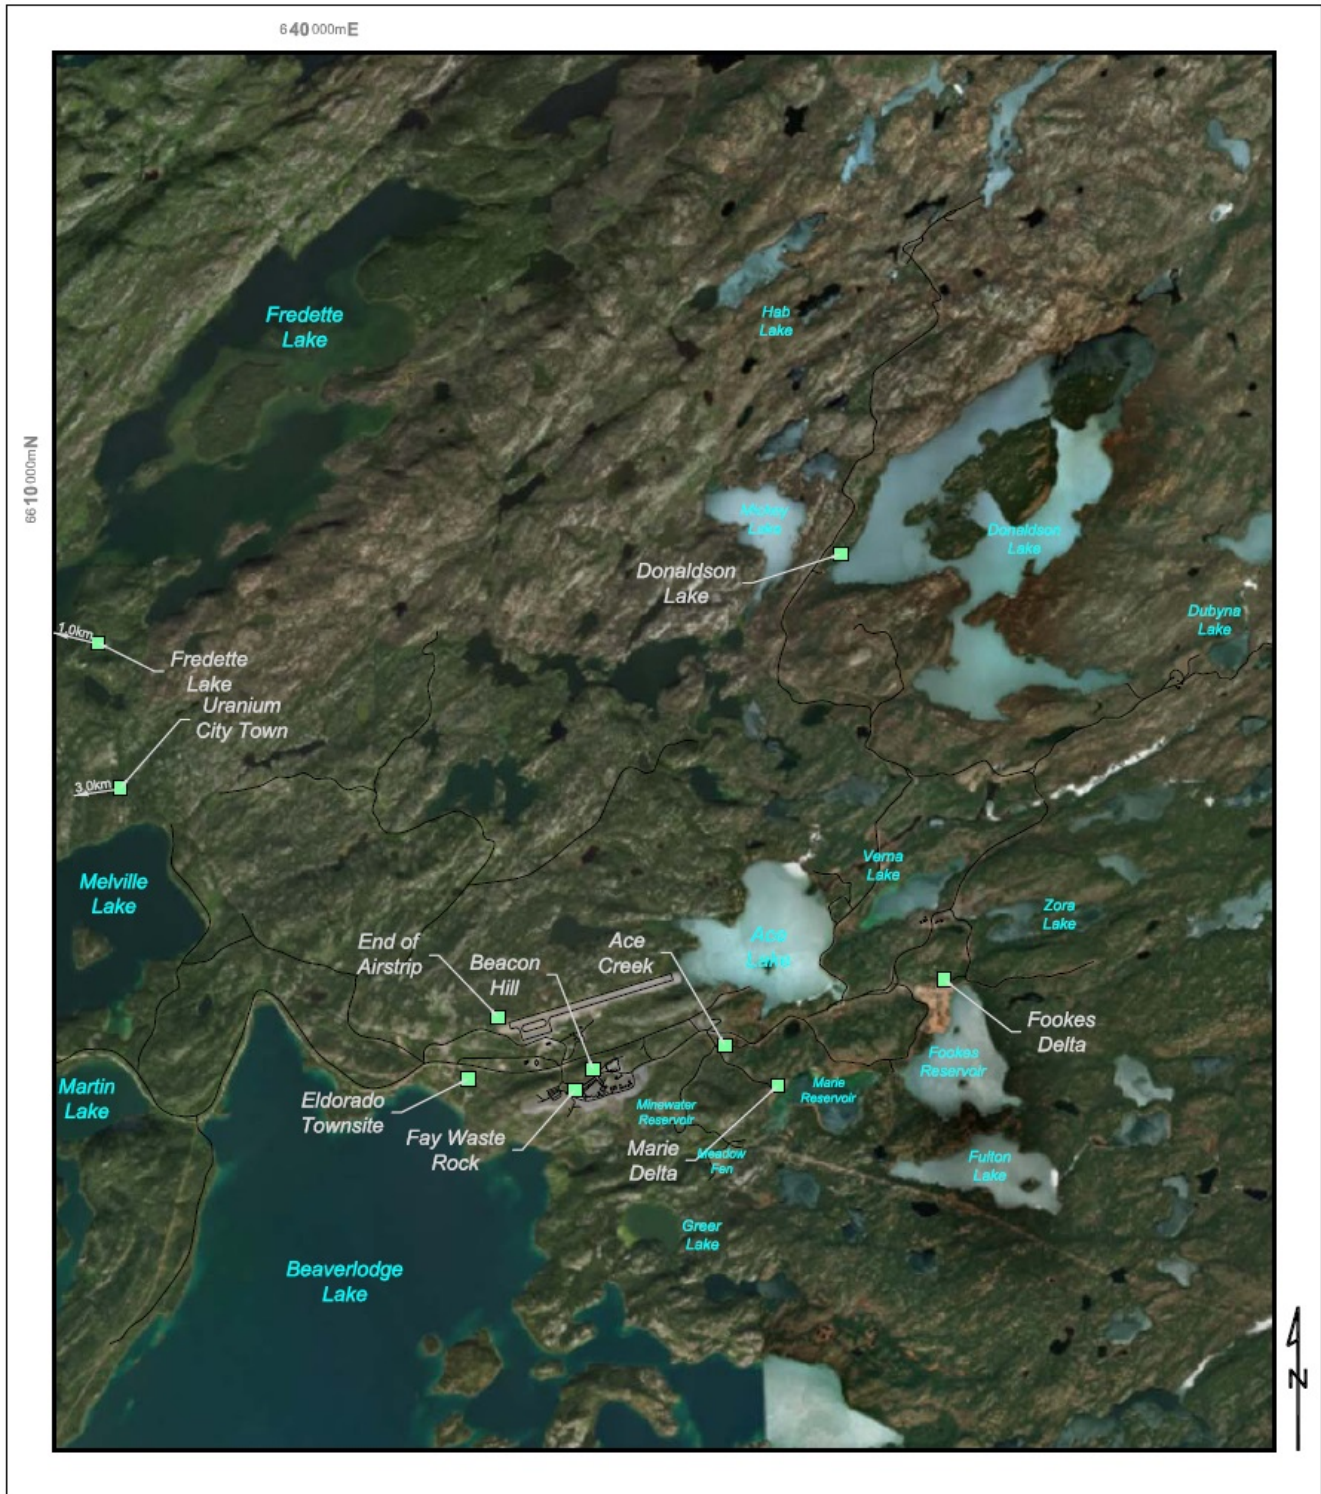 640000mE
6610000mN
Fredette
Lake
Hab
Lake
Mickey
Lake
Donaldson
Lake
Donaldson
Lake
Dubyna
Lake
1.0km
Fredette
Lake
Uranium
City Town
3.0km
Melville
Lake
Verna
Lake
Zora
Lake
Ace
Lake
End of
Airstrip
Beacon
Hill
Ace
Creek
Fookes
Delta
Fookes
Reservoir
Martin
Lake
Eldorado
Townsite
Fay Waste
Rock
Minewater
Reservoir
Marie
Reservoir
Marie
Delta
Meadow
Fen
Fulton
Lake
Greer
Lake
Beaverlodge
Lake
N